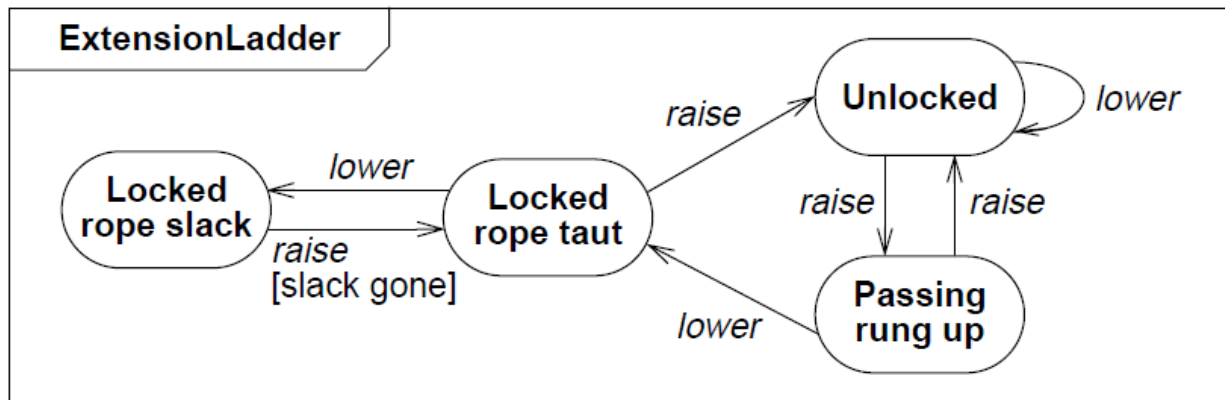 ExtensionLadder
Unlocked
lower
raise
Locked
rope slack
lower
raise
[slack gone]
Locked
rope taut
raise
raise
lower
Passing
rung up